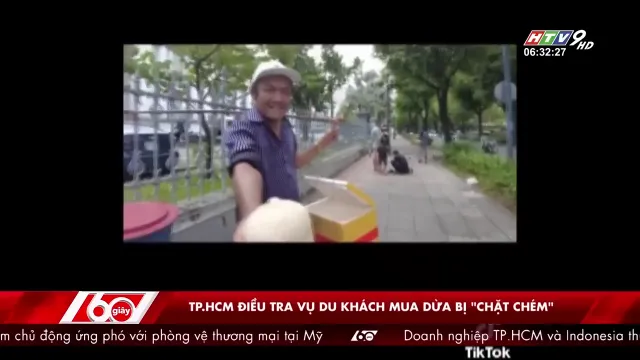 HTV9 HD
06:32:27
60 giây
TP.HCM ĐIỀU TRA VỤ DU KHÁCH MUA DỪA BỊ "CHẶT CHÉM"
m chủ động ứng phó với phòng vệ thương mại tại Mỹ 60 Doanh nghiệp TP.HCM và Indonesia th
TikTok